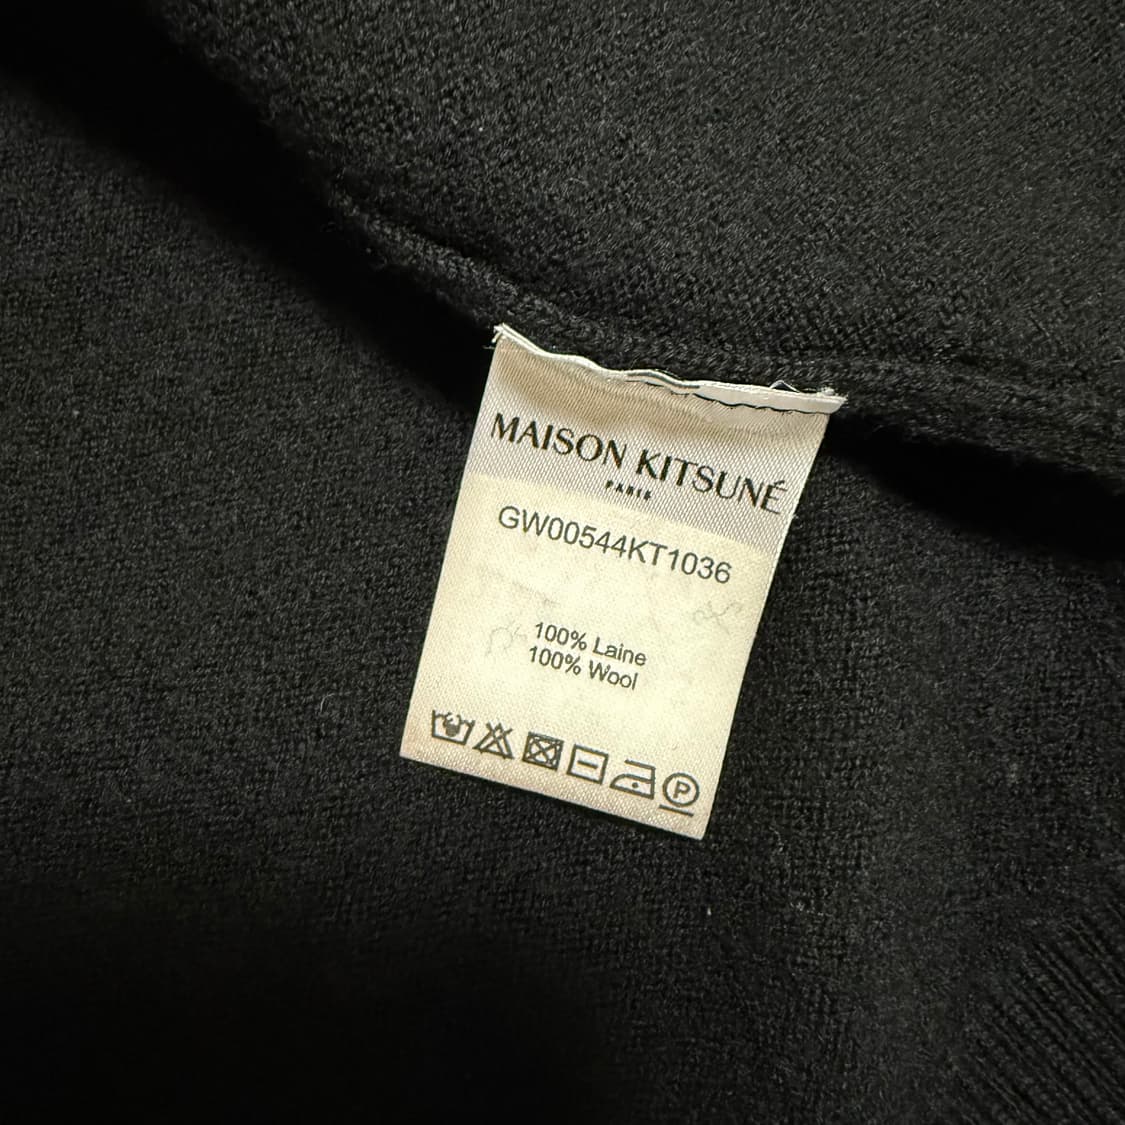 MAISON KITSUNÉ
PARIS
GW00544KT1036
100% Laine
100% Wool
P